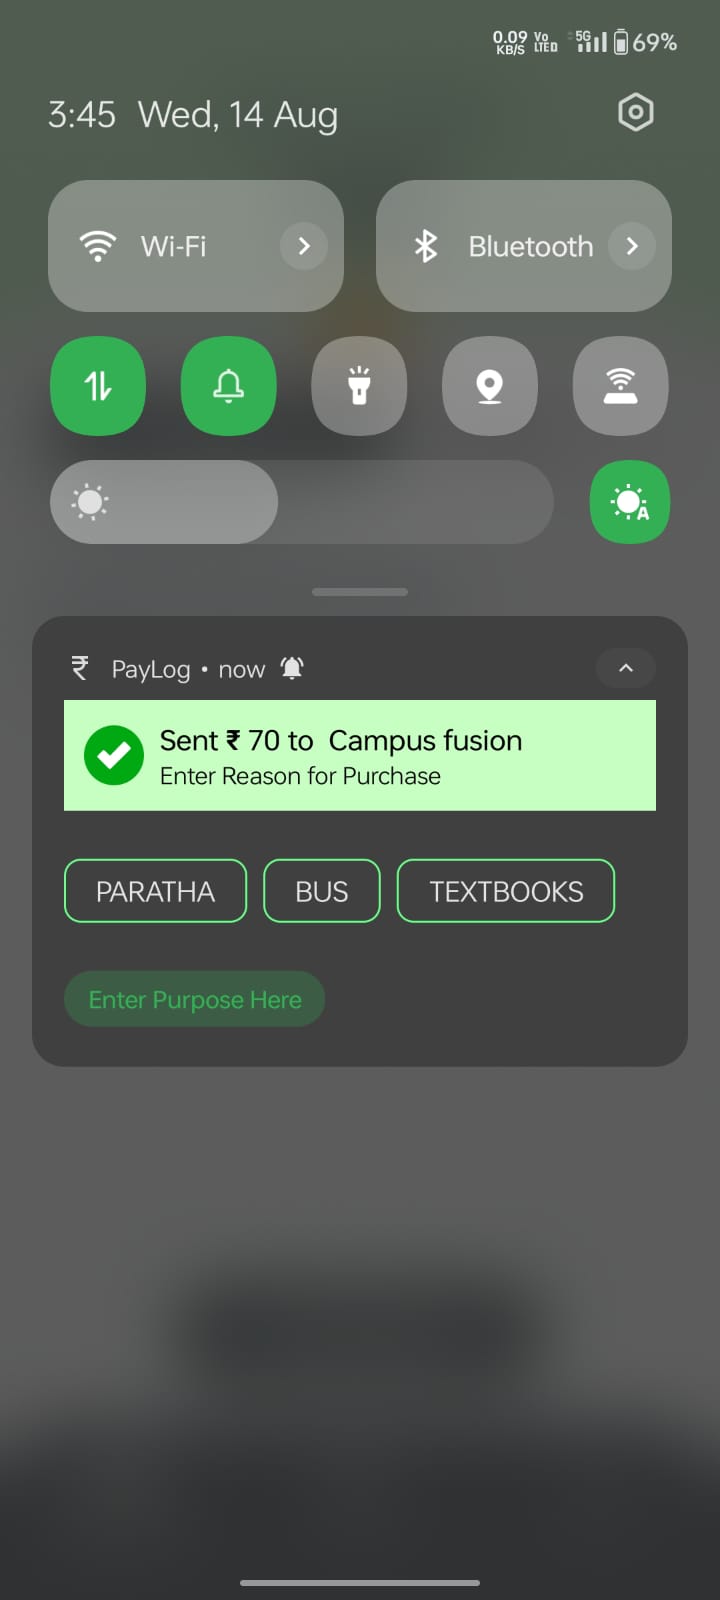 0.09 KB/S Vo LTE D 5G 69%
3:45 Wed, 14 Aug
Wi-Fi
Bluetooth
A
PayLog • now
Sent ₹ 70 to  Campus fusion
Enter Reason for Purchase
PARATHA
BUS
TEXTBOOKS
Enter Purpose Here